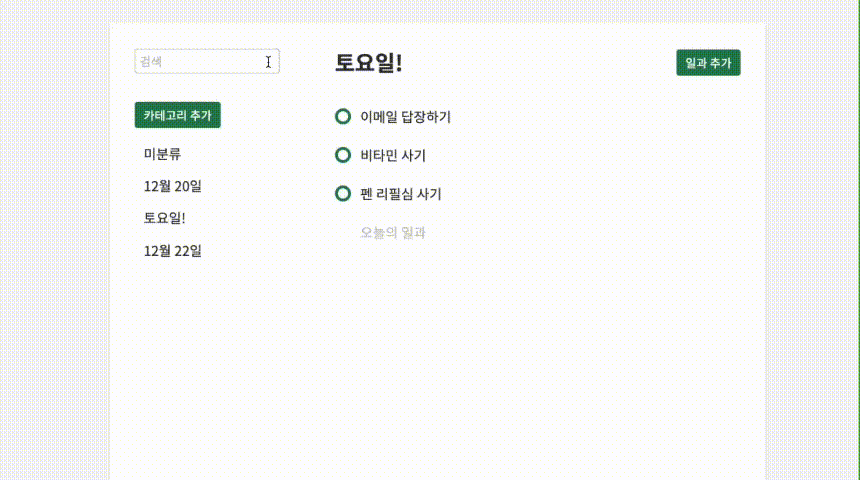 검색
카테고리 추가
미분류
12월 20일
토요일!
12월 22일
토요일!
일과 추가
이메일 답장하기
비타민 사기
펜 리필심 사기
오늘의 일과